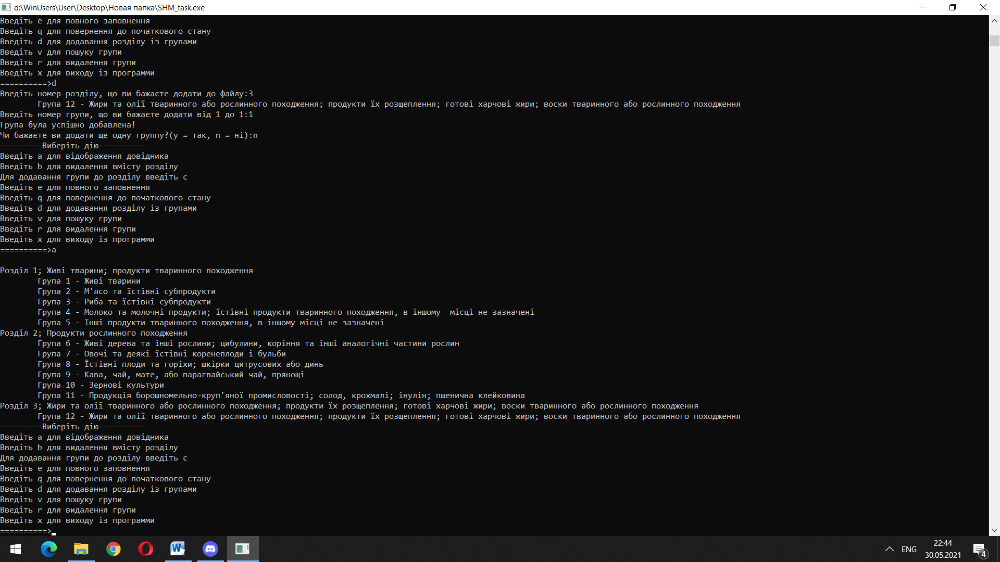 d:\WinUsers\User\Desktop\Новая папка\SHM_task.exe
Введіть e для повного заповнення
Введіть q для повернення до початкового стану
Введіть d для додавання розділу із групами
Введіть v для пошуку групи
Введіть r для видалення групи
Введіть x для виходу із программи
==========>d
Введіть номер розділу, що ви бажаєте додати до файлу:3
Група 12 - Жири та олії тваринного або рослинного походження; продукти їх розщеплення; готові харчові жири; воски тваринного або рослинного походження
Введіть номер групи, що ви бажаєте додати від 1 до 1:1
Група була успішно добавлена!
Чи бажаєте ви додати ще одну группу?(y = так, n = ні):n
---------Виберіть дію----------
Введіть a для відображення довідника
Введіть b для видалення вмісту розділу
Для додавання групи до розділу введіть c
Введіть e для повного заповнення
Введіть q для повернення до початкового стану
Введіть d для додавання розділу із групами
Введіть v для пошуку групи
Введіть r для видалення групи
Введіть x для виходу із программи
==========>a
Розділ 1; Живі тварини; продукти тваринного походження
Група 1 - Живі тварини
Група 2 - М'ясо та їстівні субпродукти
Група 3 - Риба та їстівні субпродукти
Група 4 - Молоко та молочні продукти; їстівні продукти тваринного походження, в іншому  місці не зазначені
Група 5 - Інші продукти тваринного походження, в іншому місці не зазначені
Розділ 2; Продукти рослинного походження
Група 6 - Живі дерева та інші рослини; цибулини, коріння та інші аналогічні частини рослин
Група 7 - Овочі та деякі їстівні коренеплоди і бульби
Група 8 - Їстівні плоди та горіхи; шкірки цитрусових або динь
Група 9 - Кава, чай, мате, або парагвайський чай, прянощі
Група 10 - Зернові культури
Група 11 - Продукція борошномельно-круп'яної промисловості; солод, крохмалі; інулін; пшенична клейковина
Розділ 3; Жири та олії тваринного або рослинного походження; продукти їх розщеплення; готові харчові жири; воски тваринного або рослинного походження
Група 12 - Жири та олії тваринного або рослинного походження; продукти їх розщеплення; готові харчові жири; воски тваринного або рослинного походження
---------Виберіть дію----------
Введіть a для відображення довідника
Введіть b для видалення вмісту розділу
Для додавання групи до розділу введіть c
Введіть e для повного заповнення
Введіть q для повернення до початкового стану
Введіть d для додавання розділу із групами
Введіть v для пошуку групи
Введіть r для видалення групи
Введіть x для виходу із программи
==========>
W
ENG
22:44
30.05.2021
4